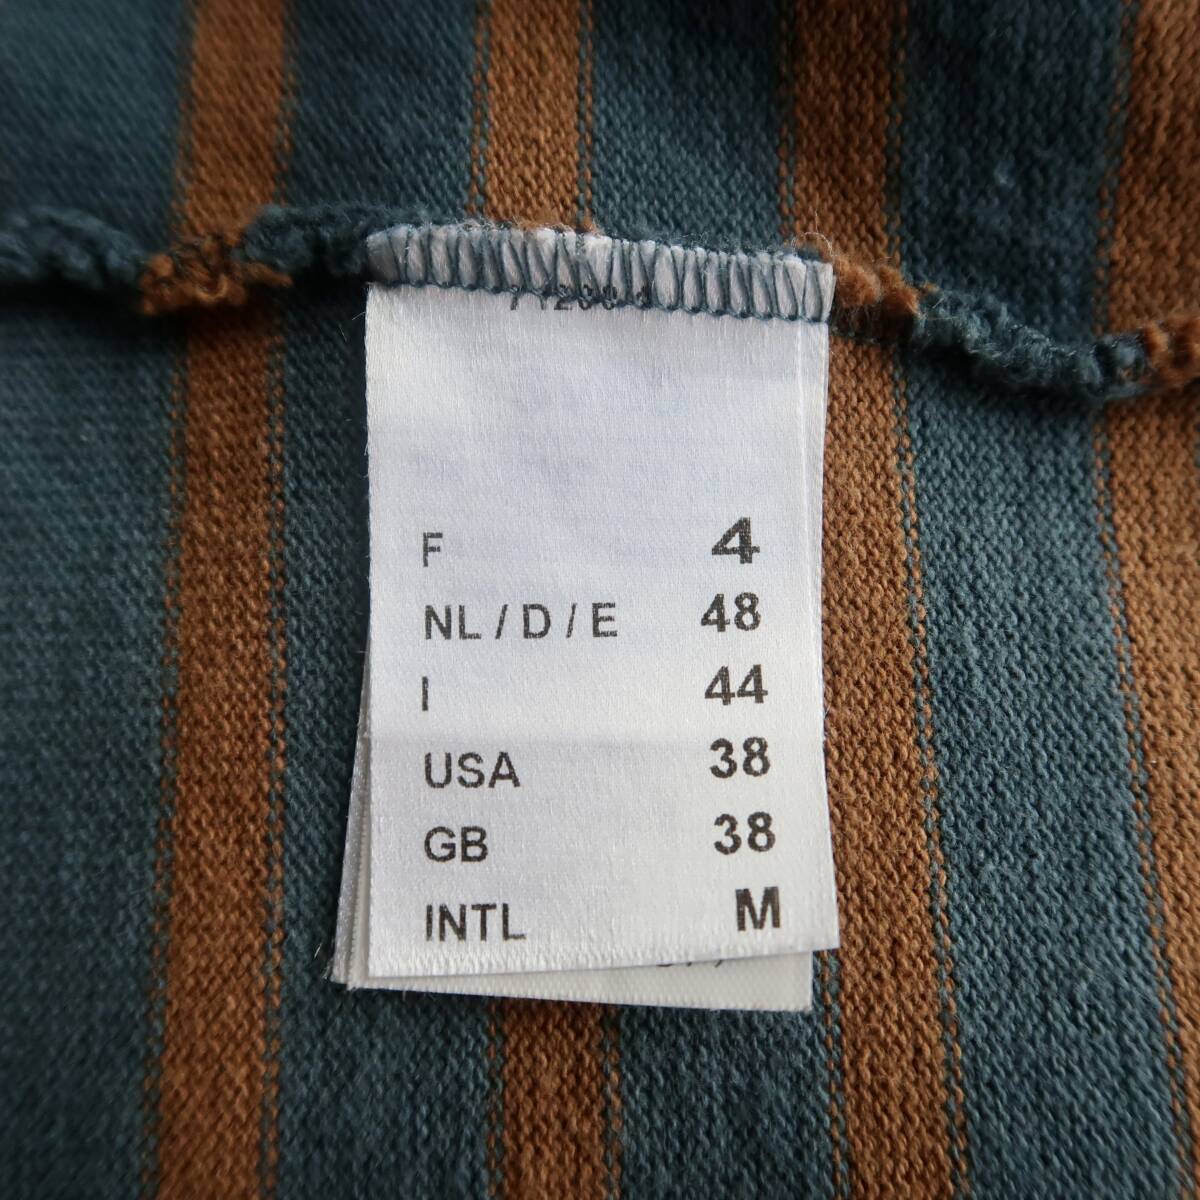 F 4
NL / D / E 48
I 44
USA 38
GB 38
INTL M